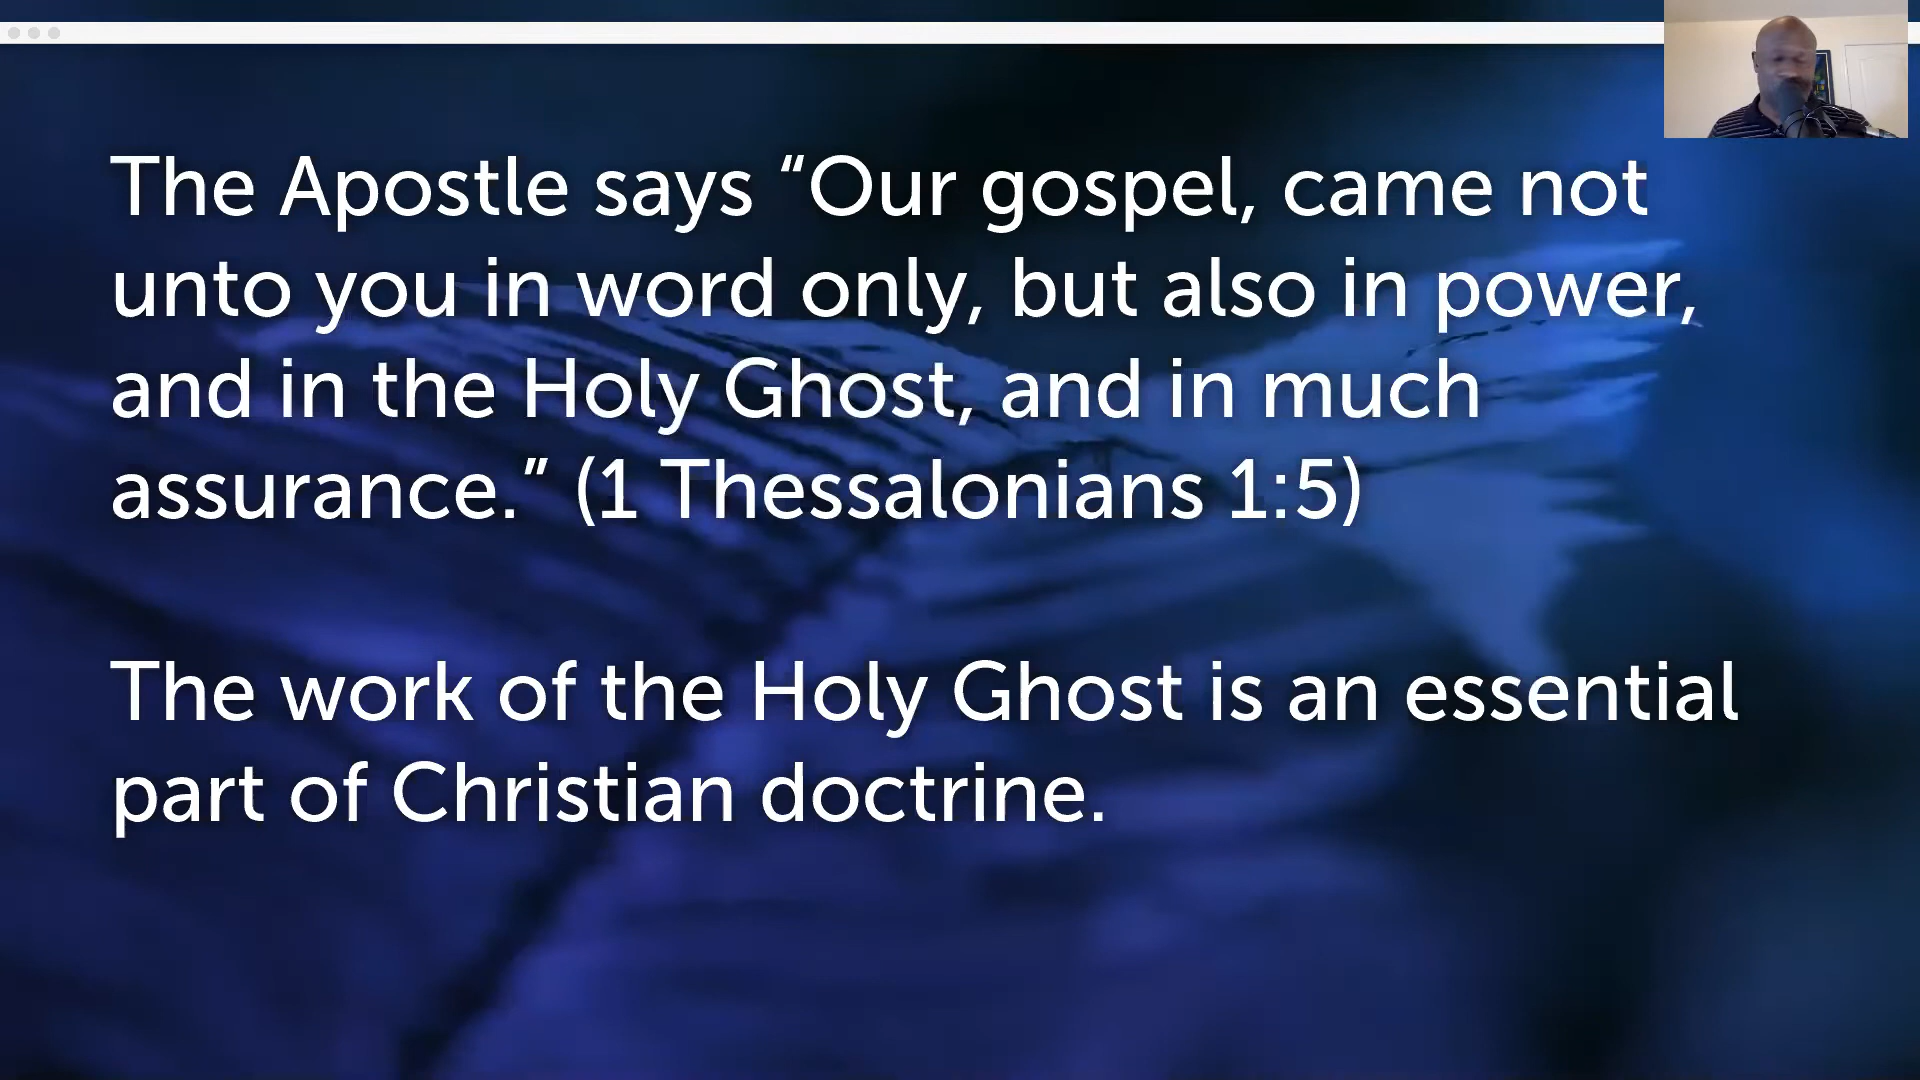 The Apostle says “Our gospel, came not
unto you in word only, but also in power,
and in the Holy Ghost, and in much
assurance.” (1 Thessalonians 1:5)
The work of the Holy Ghost is an essential
part of Christian doctrine.